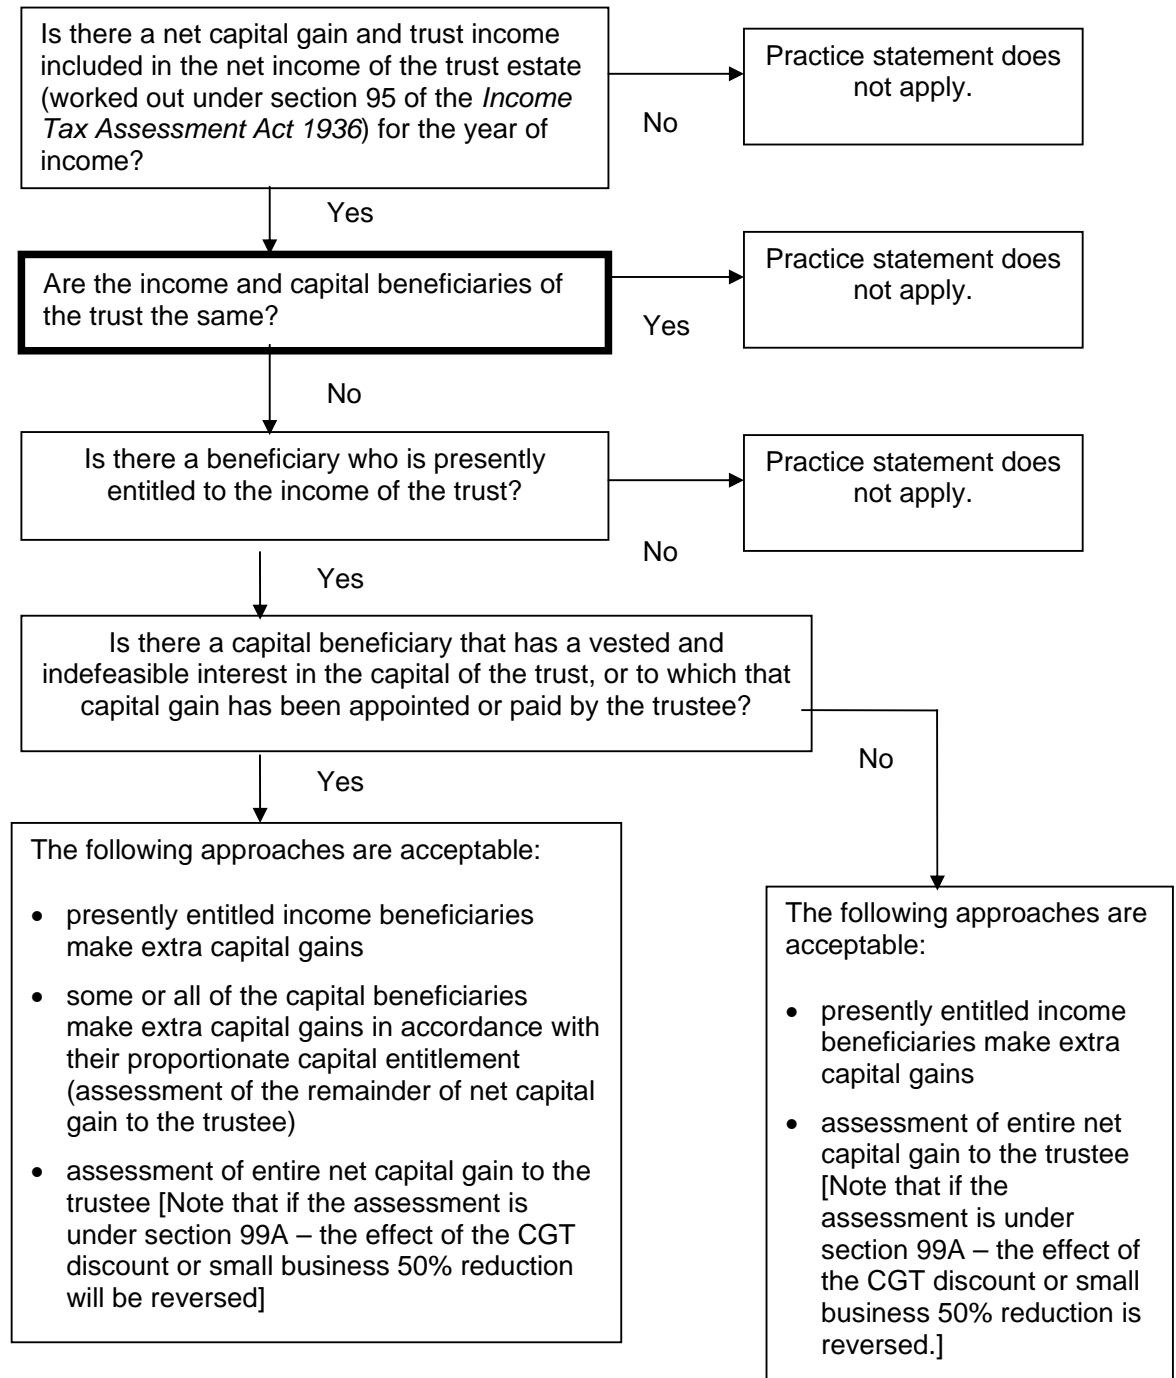 Is there a net capital gain and trust income
included in the net income of the trust estate
(worked out under section 95 of the Income
Tax Assessment Act 1936) for the year of
income?
No
Practice statement does
not apply.
Yes
Are the income and capital beneficiaries of
the trust the same?
Yes
Practice statement does
not apply.
No
Is there a beneficiary who is presently
entitled to the income of the trust?
No
Practice statement does
not apply.
Yes
Is there a capital beneficiary that has a vested and
indefeasible interest in the capital of the trust, or to which that
capital gain has been appointed or paid by the trustee?
Yes
No
The following approaches are acceptable:
• presently entitled income beneficiaries
make extra capital gains
• some or all of the capital beneficiaries
make extra capital gains in accordance with
their proportionate capital entitlement
(assessment of the remainder of net capital
gain to the trustee)
• assessment of entire net capital gain to the
trustee [Note that if the assessment is
under section 99A – the effect of the CGT
discount or small business 50% reduction
will be reversed]
The following approaches are
acceptable:
• presently entitled income
beneficiaries make extra
capital gains
• assessment of entire net
capital gain to the trustee
[Note that if the
assessment is under
section 99A – the effect of
the CGT discount or small
business 50% reduction is
reversed.]